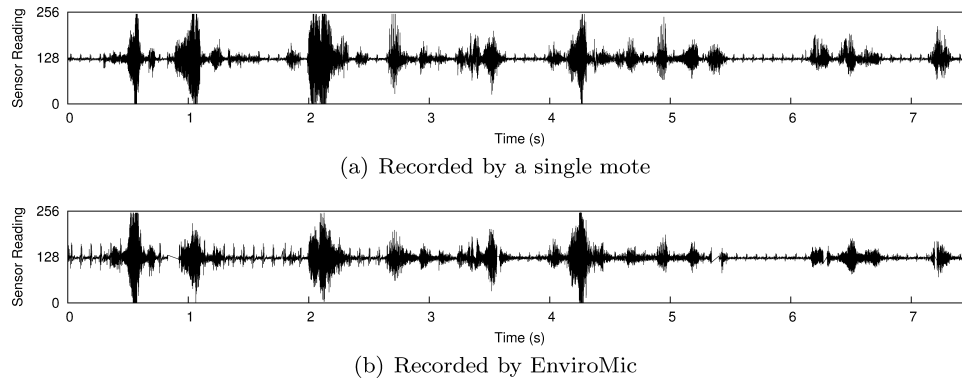 256
128
0
Sensor Reading
0 1 2 3 4 5 6 7
Time (s)
(a) Recorded by a single mote
256
128
0
Sensor Reading
0 1 2 3 4 5 6 7
Time (s)
(b) Recorded by EnviroMic